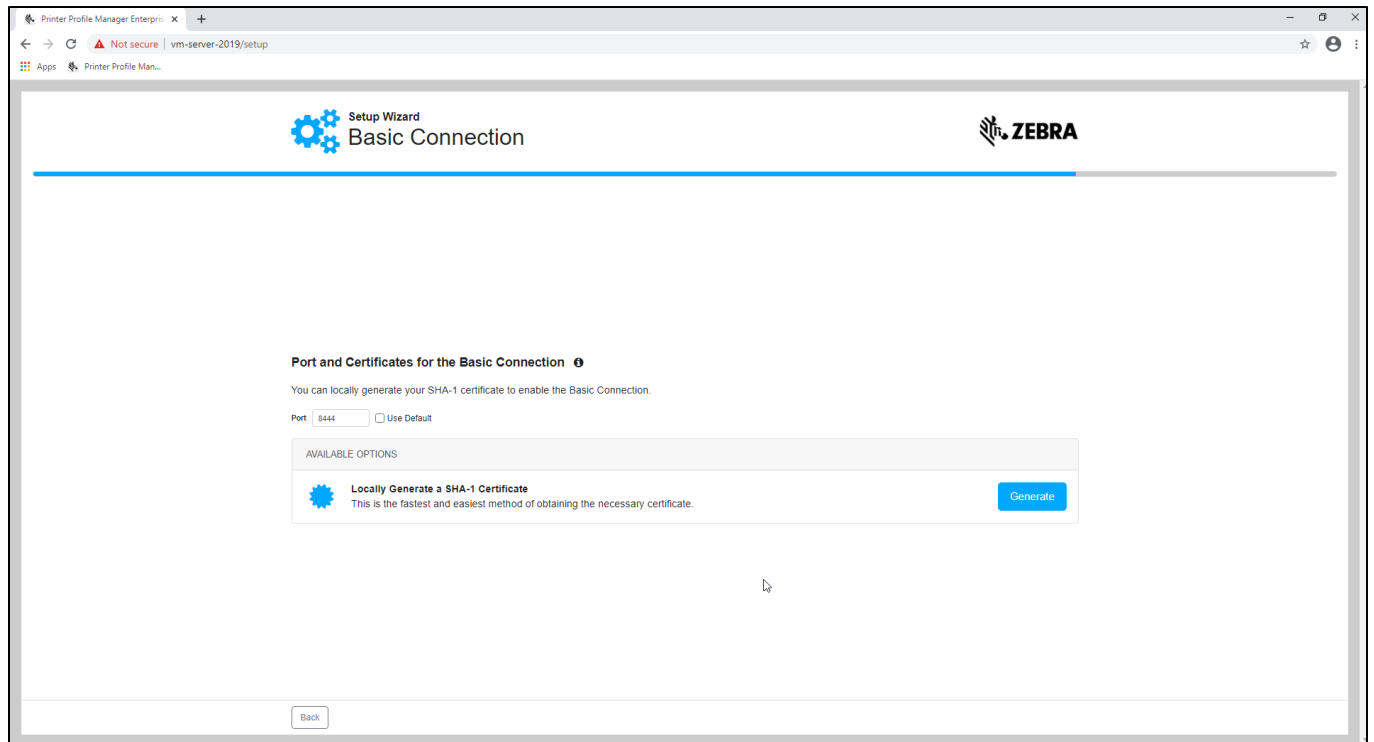 Printer Profile Manager Enterpris
Not secure | vm-server-2019/setup
Apps Printer Profile Man...
Setup Wizard
Basic Connection
ZEBRA
Port and Certificates for the Basic Connection
You can locally generate your SHA-1 certificate to enable the Basic Connection.
Port 8444 Use Default
AVAILABLE OPTIONS
Locally Generate a SHA-1 Certificate
This is the fastest and easiest method of obtaining the necessary certificate.
Generate
Back